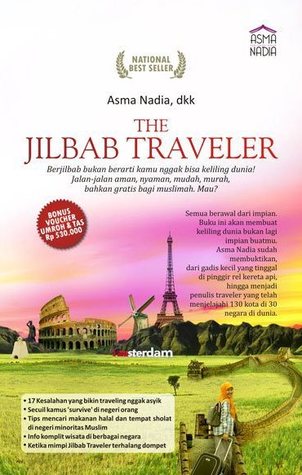 ASMA
NADIA
NATIONAL
BEST SELLER
Asma Nadia, dkk
THE
JILBAB TRAVELER
Berjilbab bukan berarti kamu nggak bisa keliling dunia!
Jalan-jalan aman, nyaman, mudah, murah,
bahkan gratis bagi muslimah. Mau?
BONUS
VOUCHER
UMROH & TAS
Rp 530.000
Semua berawal dari impian.
Buku ini akan membuat
keliling dunia bukan lagi
impian buatmu.
Asma Nadia sudah
membuktikan,
dari gadis kecil yang tinggal
di pinggir rel kereta api,
hingga menjadi
penulis traveler yang telah
menjelajahi 130 kota di 30
negara di dunia.
amsterdam
• 17 Kesalahan yang bikin traveling nggak asyik
• Secuil kamus 'survive' di negeri orang
• Tips mencari makanan halal dan tempat sholat
di negeri minoritas Muslim
• Info komplit wisata di berbagai negara
• Ketika mimpi Jilbab Traveler terhalang dompet